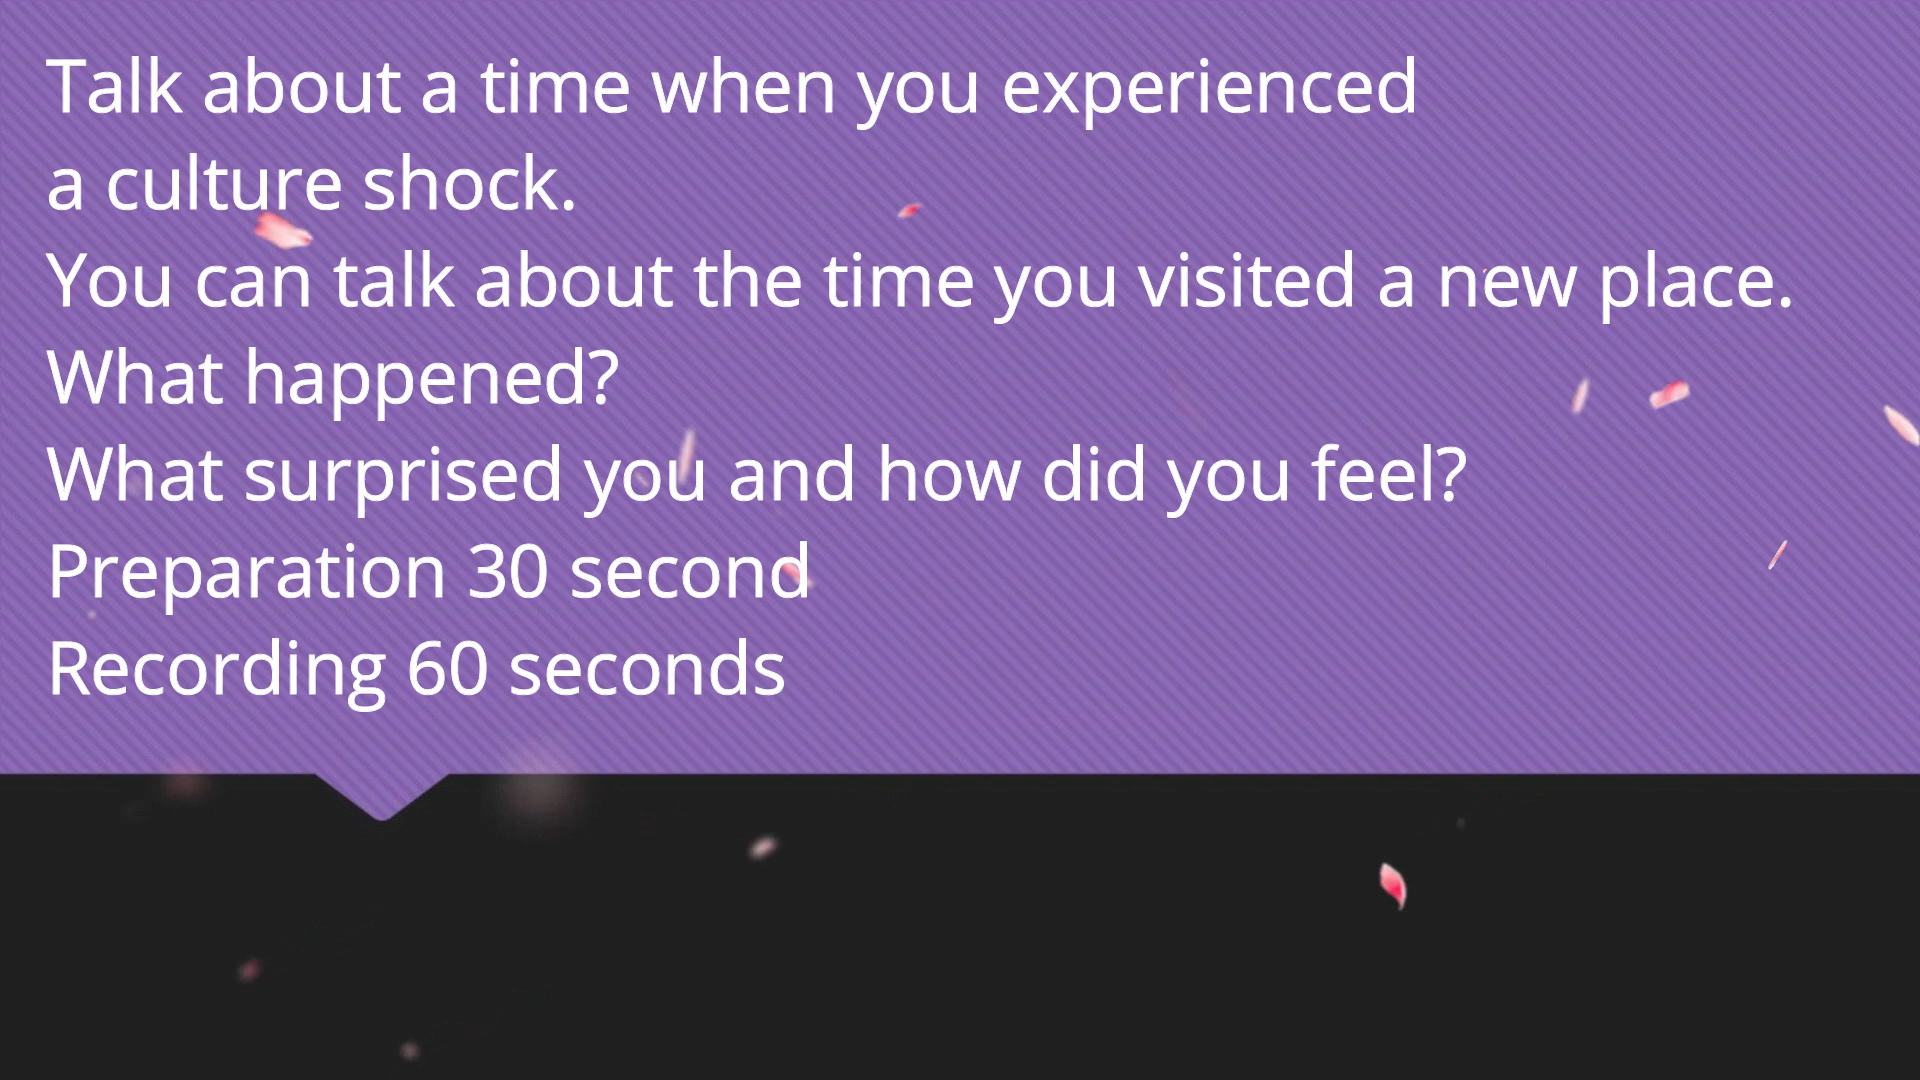 Talk about a time when you experienced
a culture shock.
You can talk about the time you visited a new place.
What happened?
What surprised you and how did you feel?
Preparation 30 second
Recording 60 seconds